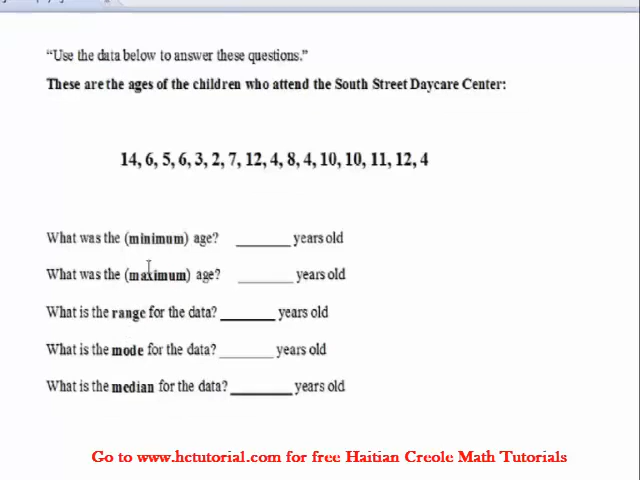 “Use the data below to answer these questions.”
These are the ages of the children who attend the South Street Daycare Center:
14, 6, 5, 6, 3, 2, 7, 12, 4, 8, 4, 10, 10, 11, 12, 4
What was the (minimum) age? _______ years old
What was the (maximum) age? _______ years old
What is the range for the data? _______ years old
What is the mode for the data? _______ years old
What is the median for the data? ________ years old
Go to www.hctutorial.com for free Haitian Creole Math Tutorials